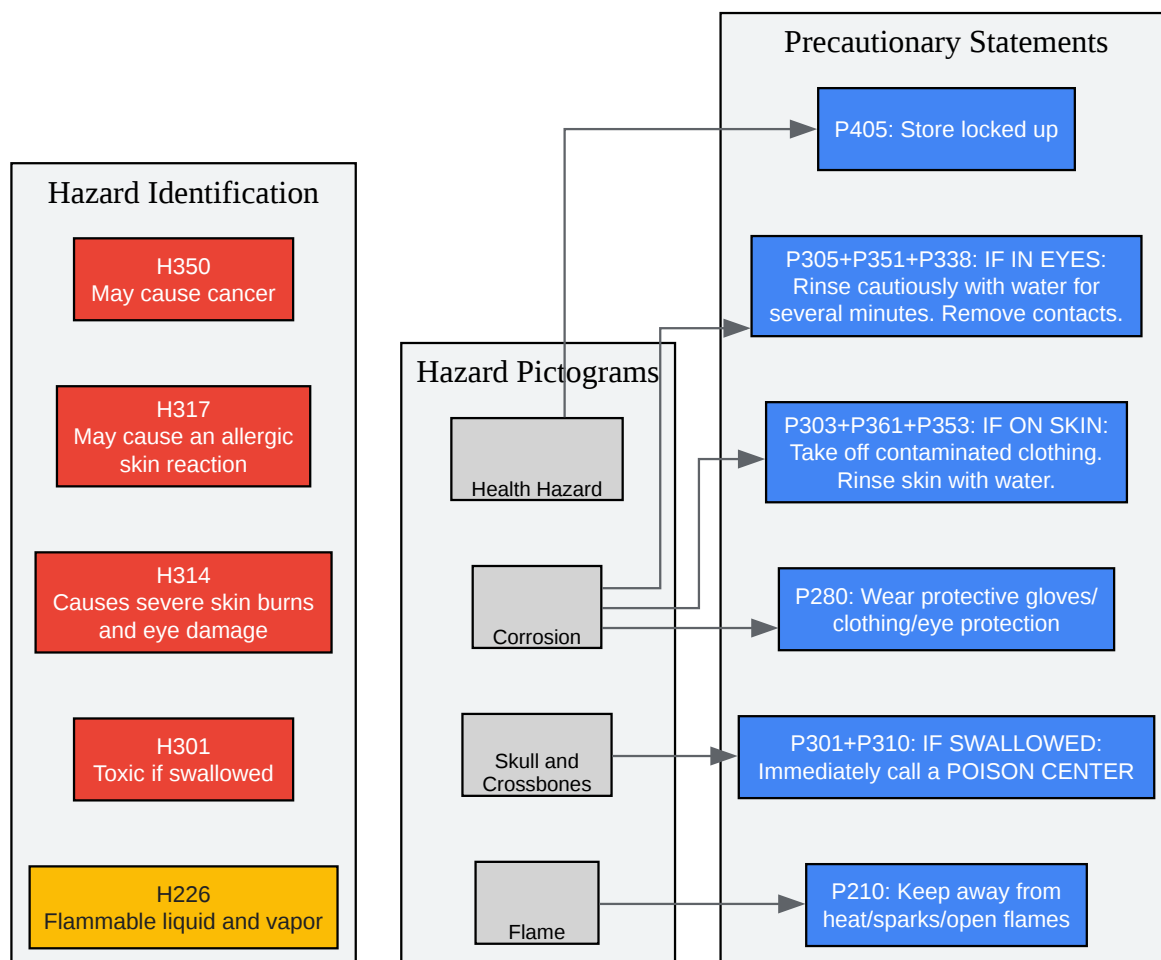 Hazard Identification
H350
May cause cancer
H317
May cause an allergic
skin reaction
H314
Causes severe skin burns
and eye damage
H301
Toxic if swallowed
H226
Flammable liquid and vapor
Hazard Pictograms
Health Hazard
Corrosion
Skull and
Crossbones
Flame
Precautionary Statements
P405: Store locked up
P305+P351+P338: IF IN EYES:
Rinse cautiously with water for
several minutes. Remove contacts.
P303+P361+P353: IF ON SKIN:
Take off contaminated clothing.
Rinse skin with water.
P280: Wear protective gloves/
clothing/eye protection
P301+P310: IF SWALLOWED:
Immediately call a POISON CENTER
P210: Keep away from
heat/sparks/open flames